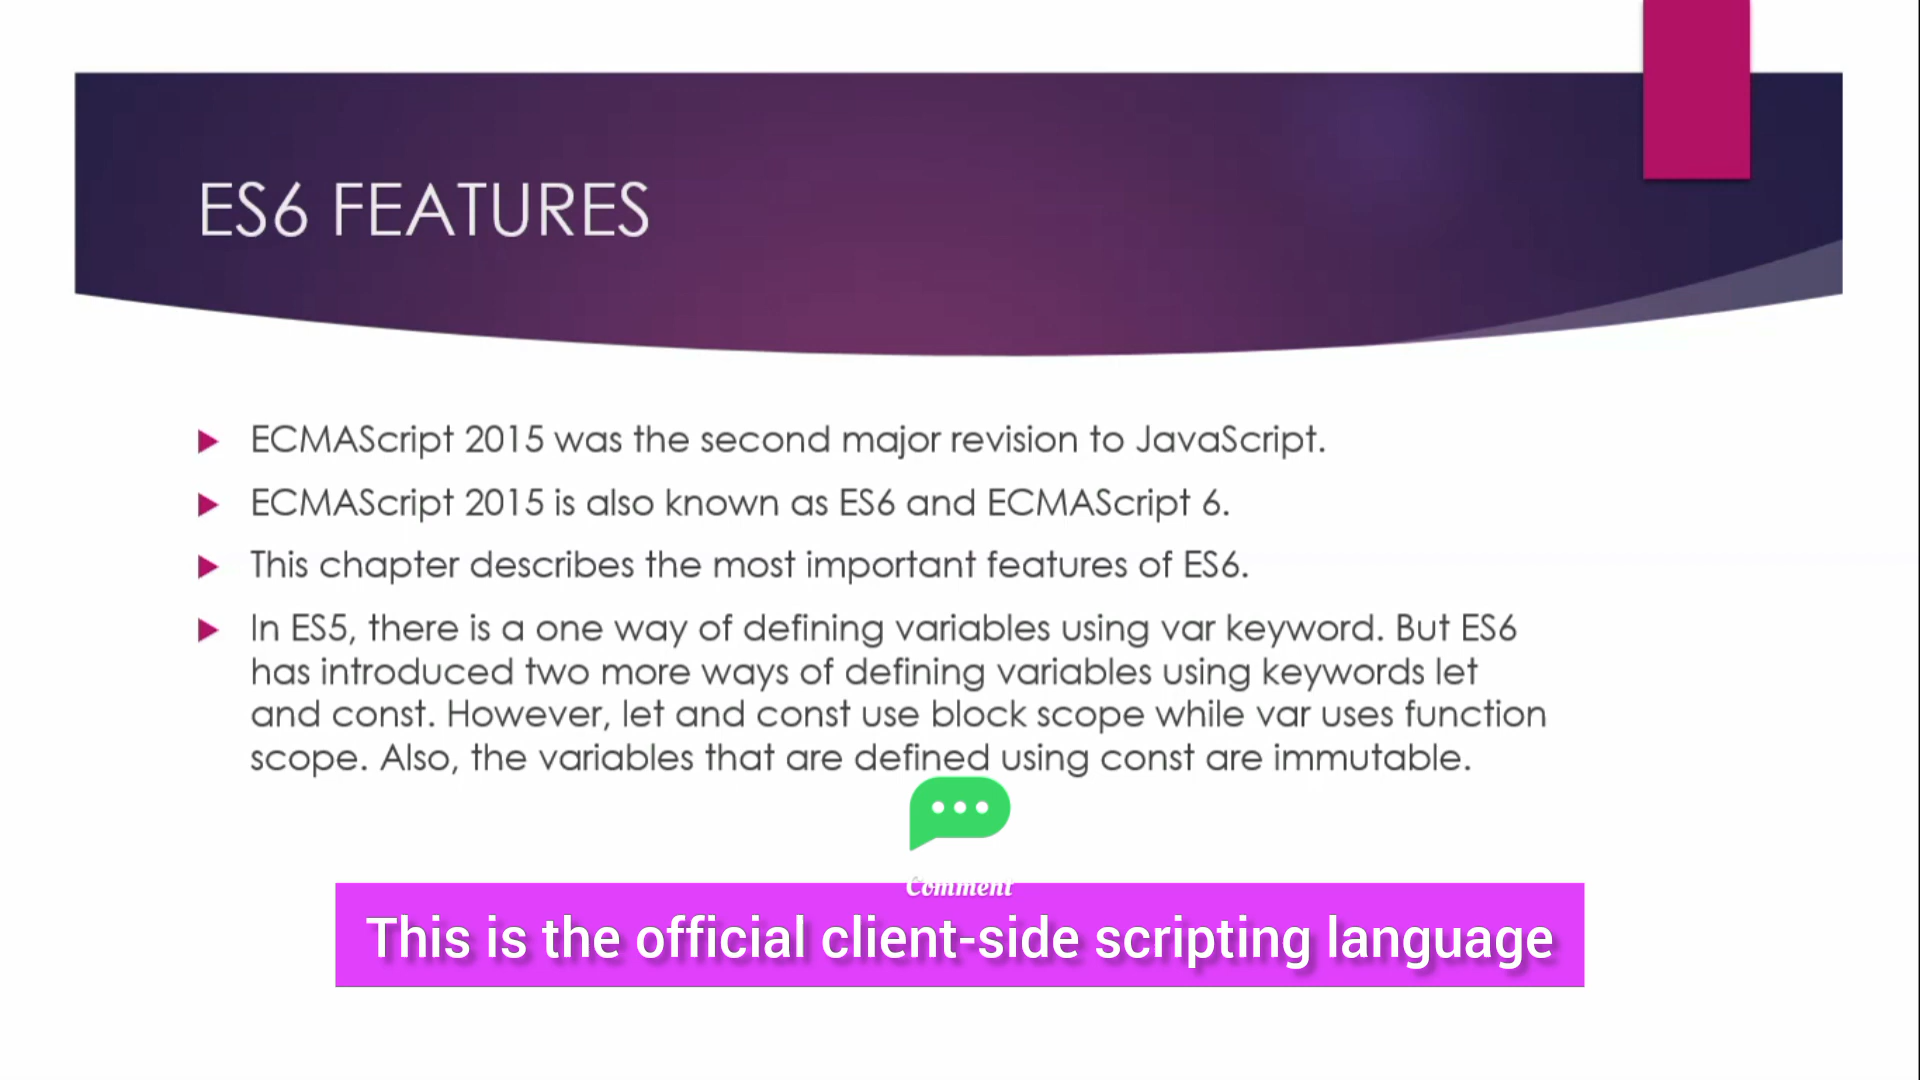 ES6 FEATURES
ECMAScript 2015 was the second major revision to JavaScript.
ECMAScript 2015 is also known as ES6 and ECMAScript 6.
This chapter describes the most important features of ES6.
In ES5, there is a one way of defining variables using var keyword. But ES6
has introduced two more ways of defining variables using keywords let
and const. However, let and const use block scope while var uses function
scope. Also, the variables that are defined using const are immutable.
Comment
This is the official client-side scripting language